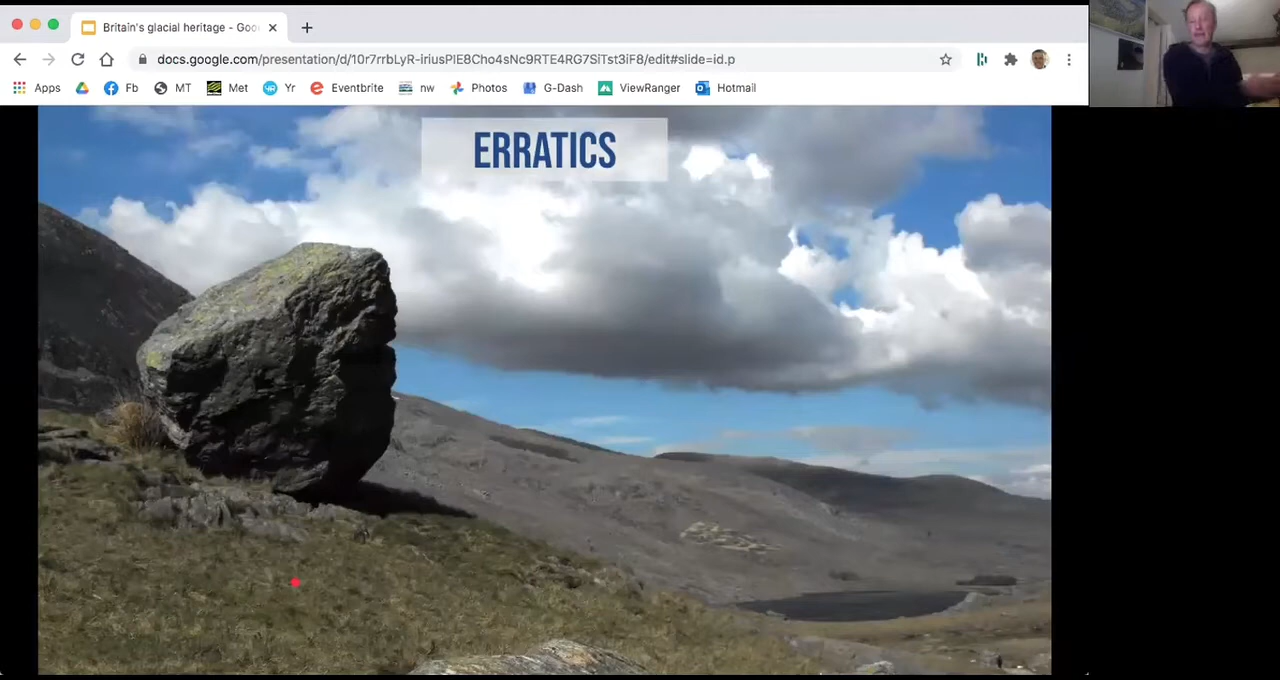 Britain's glacial heritage - Goo
docs.google.com/presentation/d/10r7rrbLyR-iriusPIE8Cho4sNc9RTE4RG7SiTst3iF8/edit#slide=id.p
Apps Fb MT Met Yr Eventbrite nw Photos G-Dash ViewRanger Hotmail
ERRATICS